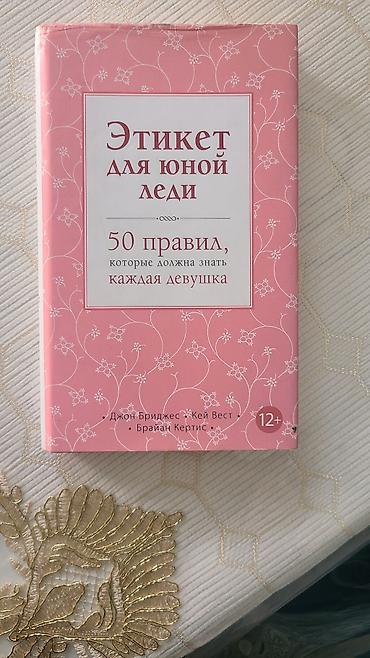 Этикет
для юной
леди
50 правил,
которые должна знать
каждая девушка
• Джон Бриджес • Кей Вест •
• Брайан Кертис •
12+